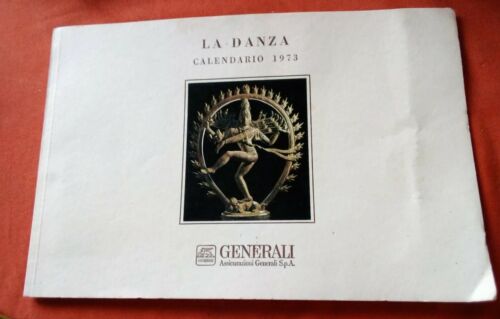 LA DANZA
CALENDARIO 1973
GENERALI
Assicurazioni Generali S.p.A.